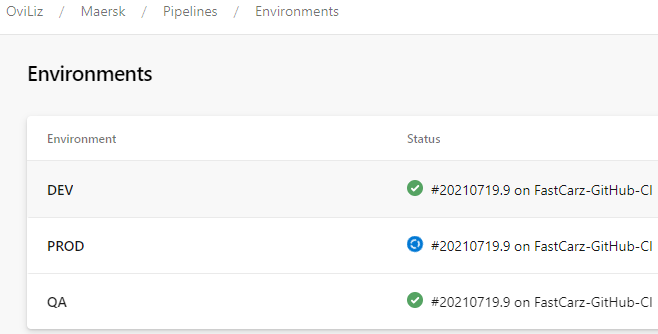 OviLiz / Maersk / Pipelines / Environments
Environments
Environment Status
DEV #20210719.9 on FastCarz-GitHub-CI
PROD #20210719.9 on FastCarz-GitHub-CI
QA #20210719.9 on FastCarz-GitHub-CI